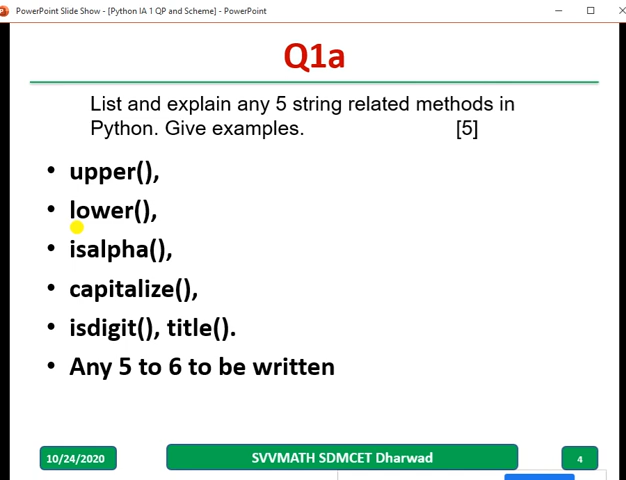 PowerPoint Slide Show - [Python IA 1 QP and Scheme] - PowerPoint
Q1a
List and explain any 5 string related methods in
Python. Give examples. [5]
• upper(),
• lower(),
• isalpha(),
• capitalize(),
• isdigit(), title().
• Any 5 to 6 to be written
10/24/2020 SVVMATH SDMCET Dharwad 4